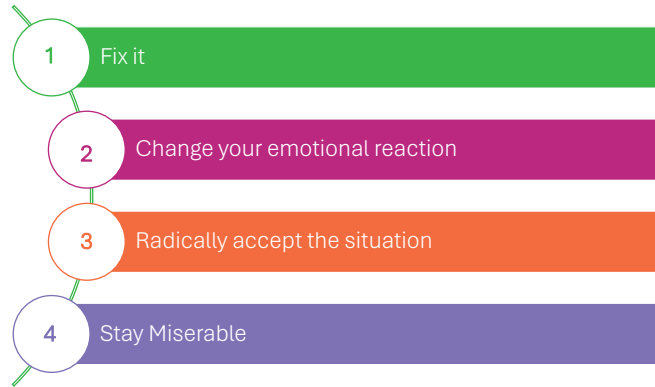 1 Fix it
2 Change your emotional reaction
3 Radically accept the situation
4 Stay Miserable